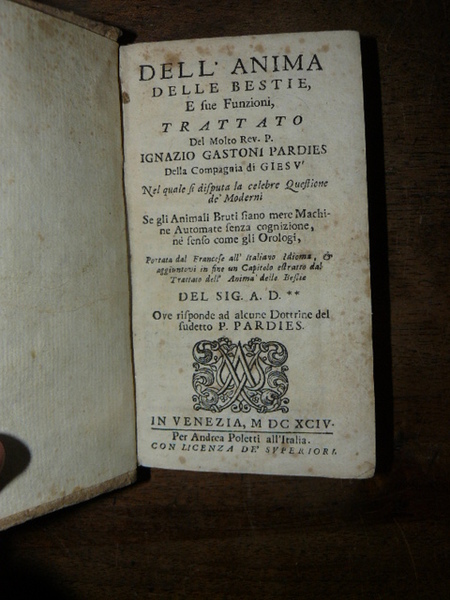 DELL' ANIMA
DELLE BESTIE,
E sue Funzioni,
TRATTATO
Del Molto Rev. P.
IGNAZIO GASTONI PARDIES
Della Compagnia di GIESV'
Nel quale ſi diſputa la celebre Queſtione
de' Moderni
Se gli Animali Bruti ſiano mere Machi-
ne Automate ſenza cognizione,
nè ſenſo come gli Orologi,
Portata dal Franceſe all' Italiano Idioma, &
aggiuntovi in fine un Capitolo eſtratto dal
Trattato dell' Anima delle Beſtie
DEL SIG. A. D. **
Ove riſponde ad alcune Dottrine del
ſudetto P. PARDIES.
IN VENEZIA, M DC XCIV.
Per Andrea Poletti all'Italia.
CON LICENZA DE' SVPERIORI.